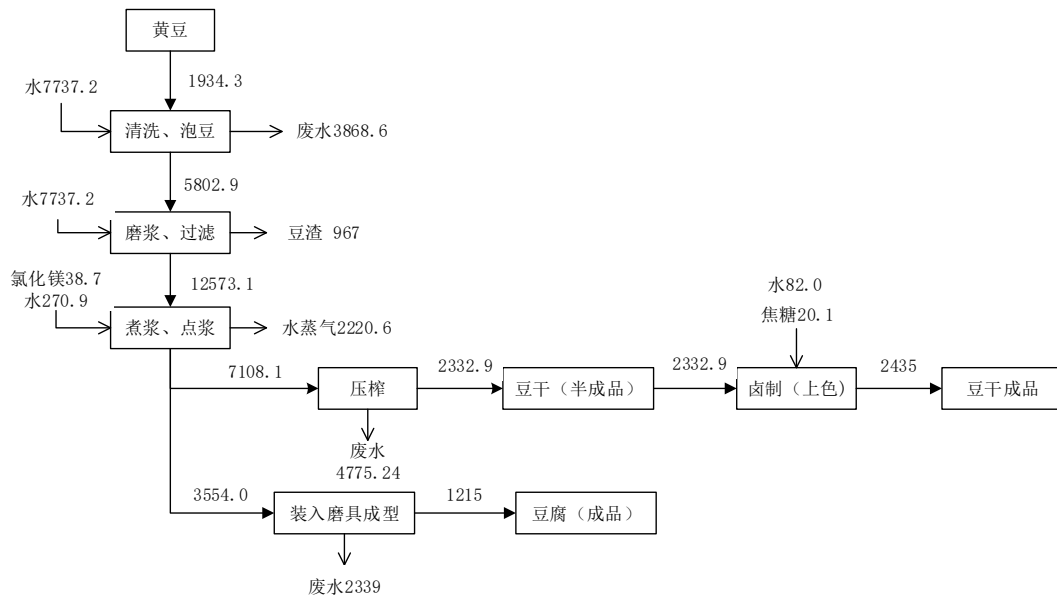 黄豆
1934.3
水7737.2
清洗、泡豆
废水3868.6
5802.9
水7737.2
磨浆、过滤
豆渣 967
氯化镁38.7
水270.9
12573.1
煮浆、点浆
水蒸气2220.6
水82.0
焦糖20.1
7108.1
压榨
2332.9
豆干（半成品）
2332.9
卤制（上色)
2435
豆干成品
废水
4775.24
3554.0
装入磨具成型
1215
豆腐（成品）
废水2339